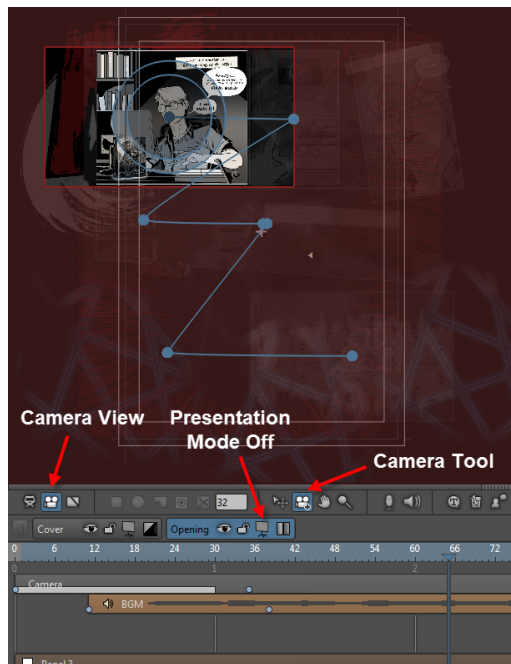 Camera View
Presentation
Mode Off
Camera Tool
32
Cover
Opening
0 6 12 18 24 30 36 42 48 54 60 66 72
0 1 2
Camera
BGM
Panel 2